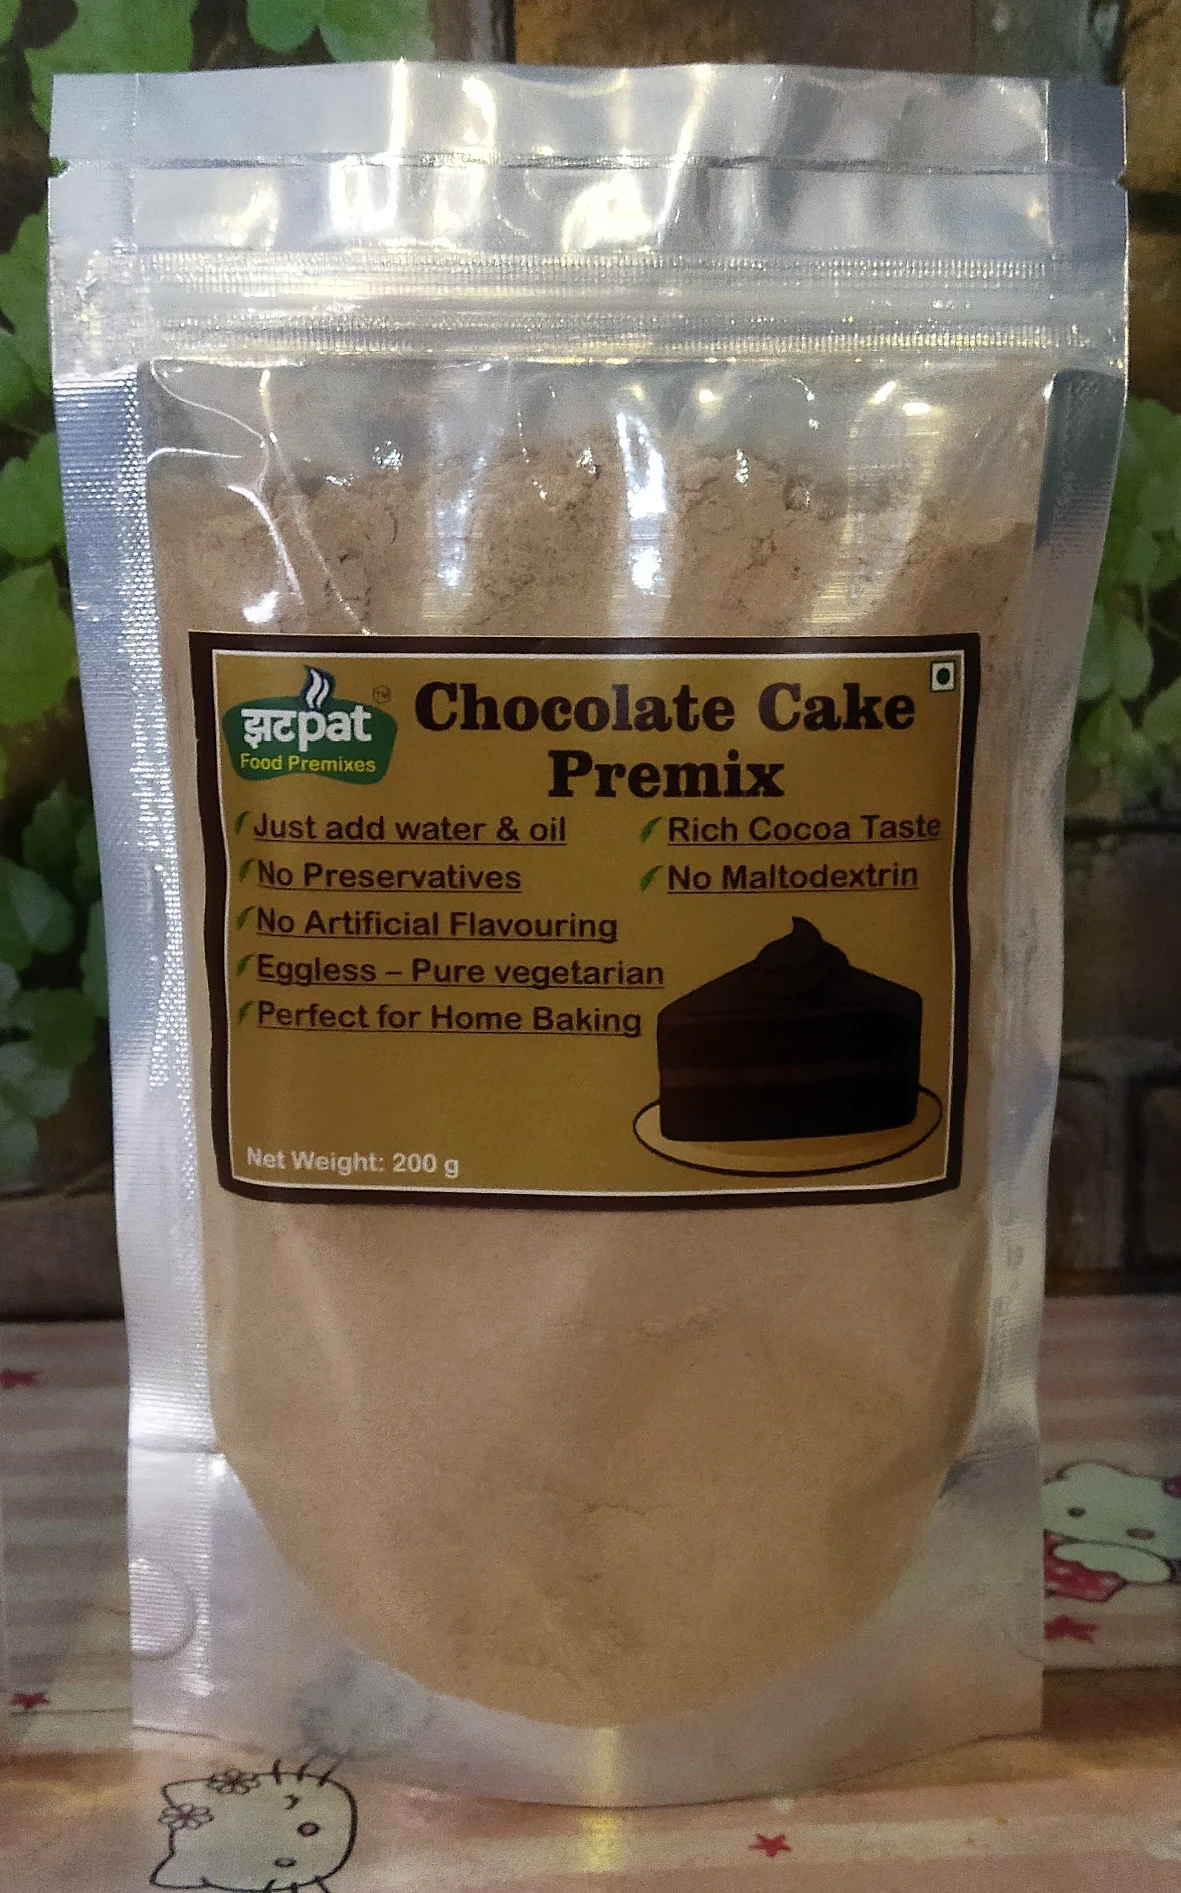 झटpat
TM
Food Premixes
Chocolate Cake
Premix
Just add water & oil
No Preservatives
No Artificial Flavouring
Eggless – Pure vegetarian
Perfect for Home Baking
Rich Cocoa Taste
No Maltodextrin
Net Weight: 200 g